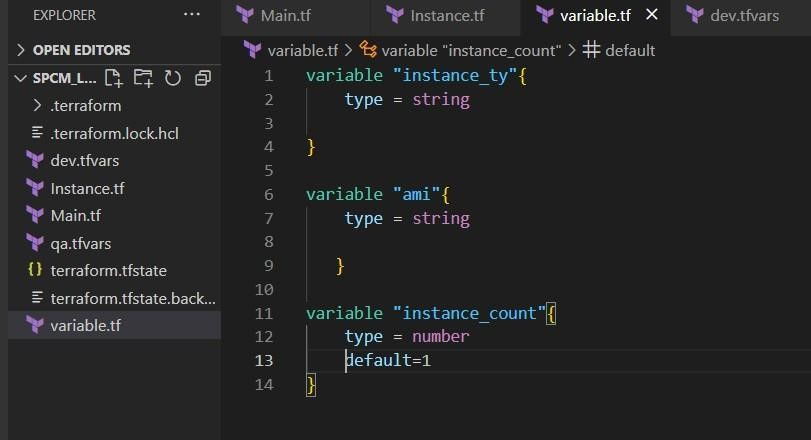 EXPLORER ...
Main.tf Instance.tf variable.tf dev.tfvars
OPEN EDITORS
variable.tf > variable "instance_count" > default
SPCM_L...
.terraform
.terraform.lock.hcl
dev.tfvars
Instance.tf
Main.tf
qa.tfvars
terraform.tfstate
terraform.tfstate.back...
variable.tf
1 variable "instance_ty"{
2 type = string
3
4 }
5
6 variable "ami"{
7 type = string
8
9 }
10
11 variable "instance_count"{
12 type = number
13 default=1
14 }